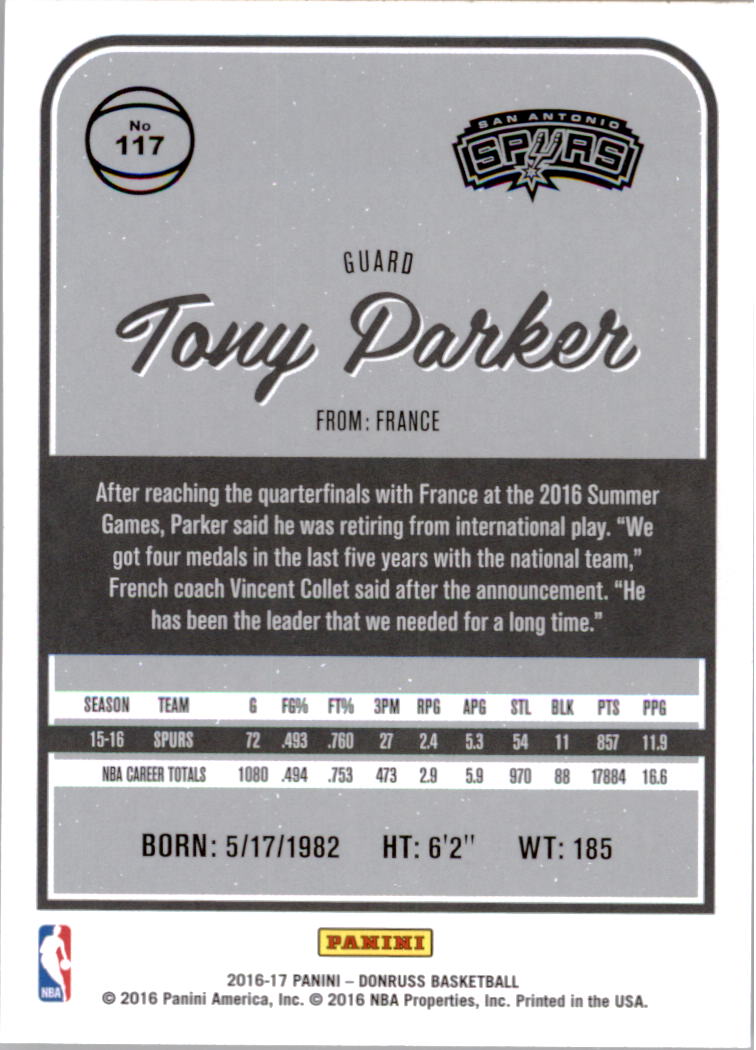 No
117
SAN ANTONIO
SPURS
GUARD
Tony Parker
FROM: FRANCE
After reaching the quarterfinals with France at the 2016 Summer
Games, Parker said he was retiring from international play. “We
got four medals in the last five years with the national team,”
French coach Vincent Collet said after the announcement. “He
has been the leader that we needed for a long time.”
SEASON TEAM G FG% FT% 3PM RPG APG STL BLK PTS PPG
15-16 SPURS 72 .493 .760 27 2.4 5.3 54 11 857 11.9
NBA CAREER TOTALS 1080 .494 .753 473 2.9 5.9 970 88 17884 16.6
BORN: 5/17/1982 HT: 6'2" WT: 185
PANINI
NBA
2016-17 PANINI – DONRUSS BASKETBALL
© 2016 Panini America, Inc. © 2016 NBA Properties, Inc. Printed in the USA.